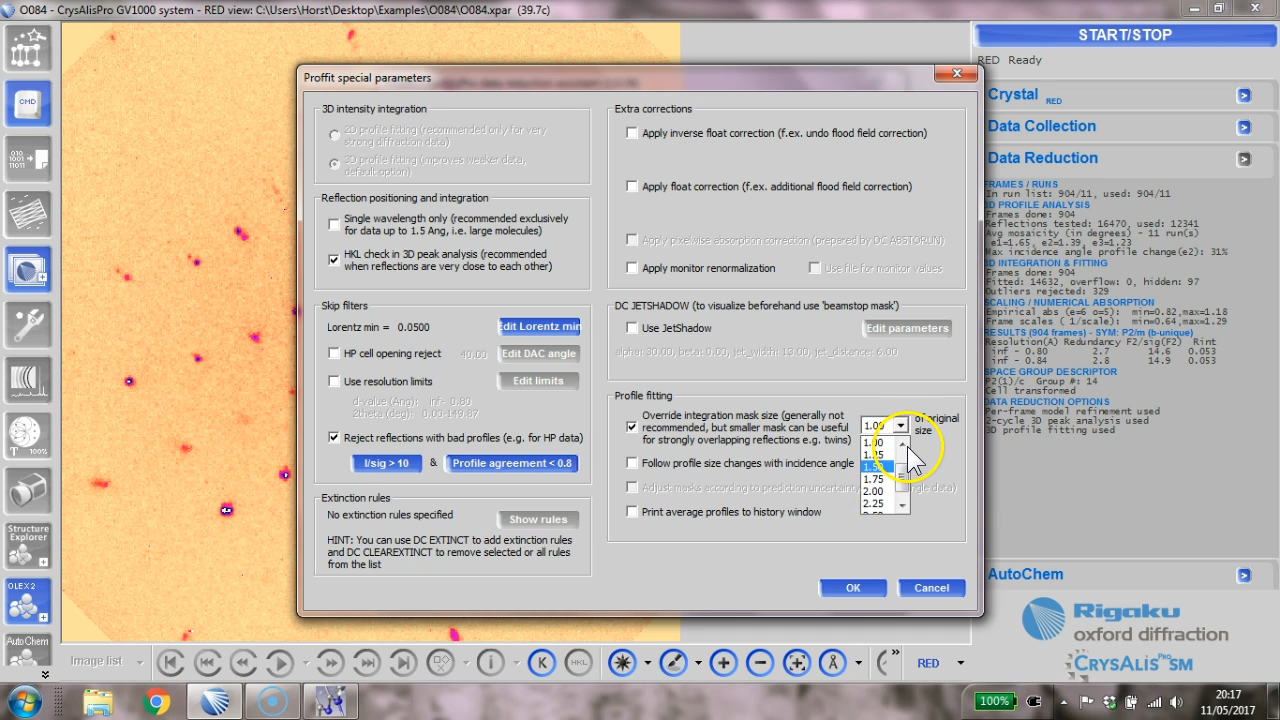 O084 - CrysAlisPro GV1000 system - RED view: C:\Users\Horst\Desktop\Examples\O084\O084.xpar (39.7c)
Proffit special parameters
3D intensity integration
2D profile fitting (recommended only for very
strong diffraction data)
3D profile fitting (improves weaker data,
default option)
Reflection positioning and integration
Single wavelength only (recommended exclusively
for data up to 1.5 Ang, i.e. large molecules)
HKL check in 3D peak analysis (recommended
when reflections are very close to each other)
Skip filters
Lorentz min = 0.0500
Edit Lorentz min
HP cell opening reject 40.00
Edit DAC angle
Use resolution limits
Edit limits
dvalue (Ang): inf- 0.80
2theta (deg): 0.00-149.87
Reject reflections with bad profiles (e.g. for HP data)
I/sig > 10 & Profile agreement < 0.8
Extinction rules
No extinction rules specified
Show rules
HINT: You can use DC EXTINCT to add extinction rules
and DC CLEAREXTINCT to remove selected or all rules
from the list
Extra corrections
Apply inverse float correction (f.ex. undo flood field correction)
Apply float correction (f.ex. additional flood field correction)
Apply pixelwise absorption correction (prepared by DC ABSTORUN)
Apply monitor renormalization
Use file for monitor values
DC JETSHADOW (to visualize beforehand use 'beamstop mask')
Use JetShadow
Edit parameters
alpha: 90.00, beta: 0.00, jet_width: 18.00, jet_distance: 6.00
Profile fitting
Override integration mask size (generally not
recommended, but smaller mask can be useful
for strongly overlapping reflections e.g. twins)
1.00
of original
size
1.00
1.25
1.50
1.75
2.00
2.25
Follow profile size changes with incidence angle
Adjust masks according to prediction uncertainty
Print average profiles to history window
OK
Cancel
START/STOP
RED Ready
Crystal RED
Data Collection
Data Reduction
FRAMES / RUNS
In run list: 904/11, used: 904/11
3D PROFILE ANALYSIS
Frames done: 904
Reflections tested: 16470, used: 12341
Avg mosaicity (in degrees) - 11 run(s)
e1=1.65, e2=1.39, e3=1.23
Max incidence angle profile change(e2): 31%
3D INTEGRATION & FITTING
Frames done: 904
Fitted: 14632, overflow: 0, hidden: 97
Outliers rejected: 329
SCALING / NUMERICAL ABSORPTION
Empirical abs (e=6 o=5): min=0.82,max=1.18
Frame scales ( 1/scale): min=0.64,max=1.29
RESULTS (904 frames) - SYM: P2/m (b-unique)
Resolution(A) Redundancy F2/sig(F2) Rint
inf - 0.80 2.7 14.6 0.053
inf - 0.84 2.8 14.9 0.053
SPACE GROUP DESCRIPTOR
P2(1)/c Group #: 14
Cell transformed
DATA REDUCTION OPTIONS
Per-frame model refinement used
2-cycle 3D peak analysis used
3D profile fitting used
AutoChem
Rigaku
oxford diffraction
CRYSALISPRO SM
CMD
T 100%
Structure
Explorer
OLEX 2
AutoChem
Image list
K
HKL
RED
100%
20:17
11/05/2017